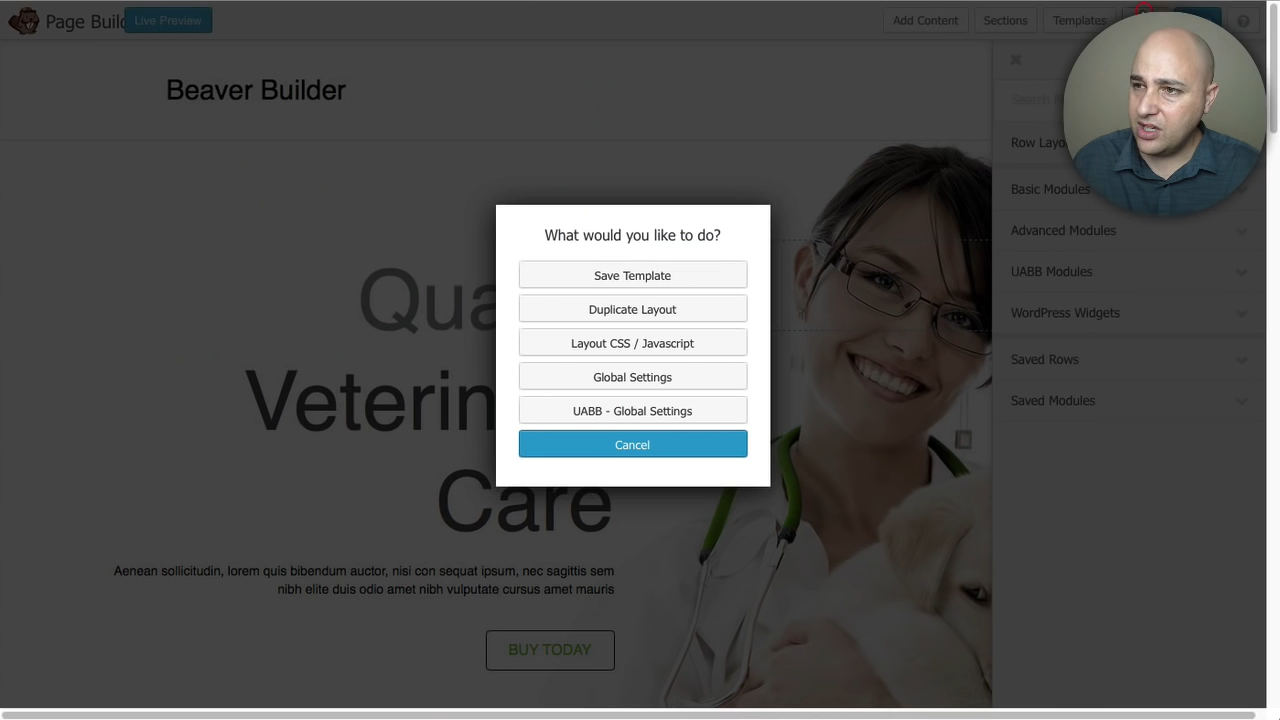 Page Buil
Live Preview
Add Content
Sections
Templates
Beaver Builder
Row Layo
Basic Modules
Advanced Modules
UABB Modules
WordPress Widgets
Saved Rows
Saved Modules
What would you like to do?
Save Template
Duplicate Layout
Layout CSS / Javascript
Global Settings
UABB - Global Settings
Cancel
Qua
Veterin
Care
Aenean sollicitudin, lorem quis bibendum auctor, nisi con sequat ipsum, nec sagittis sem
nibh elite duis odio amet nibh vulputate cursus amet mauris
BUY TODAY